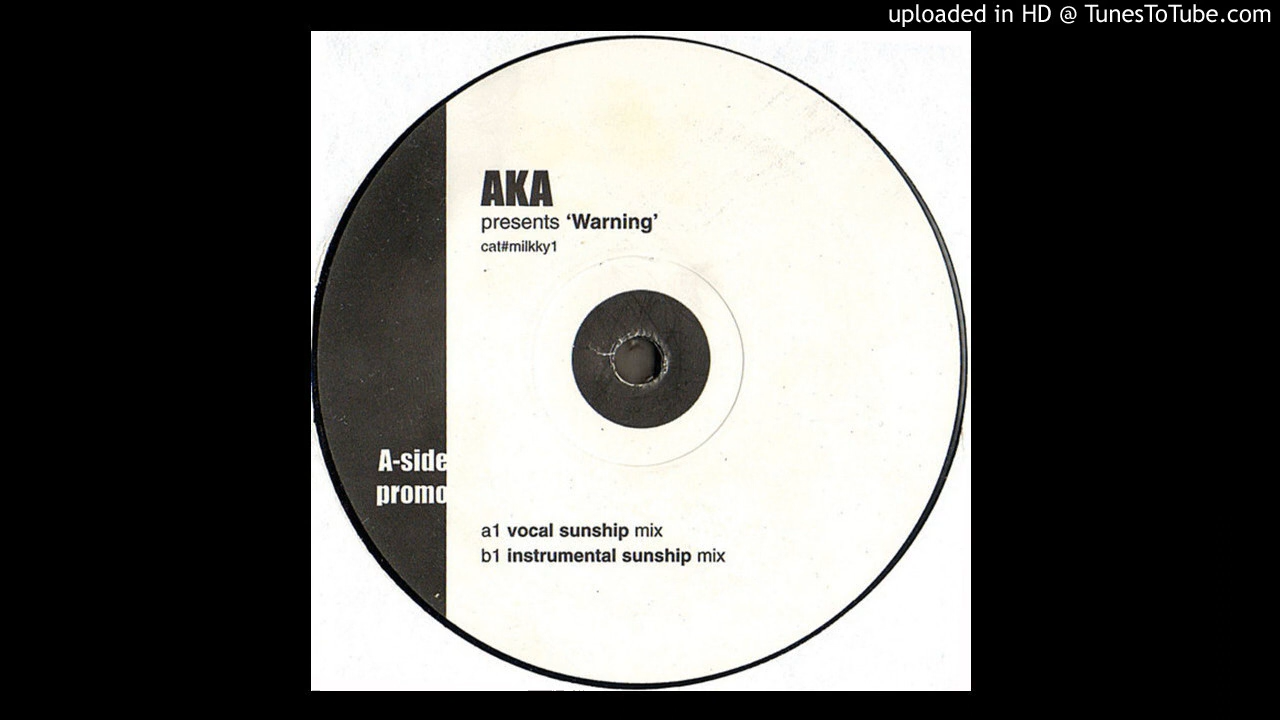 uploaded in HD @ TunesToTube.com
AKA
presents ‘Warning’
cat#milkky1
A-side
promo
a1 vocal sunship mix
b1 instrumental sunship mix